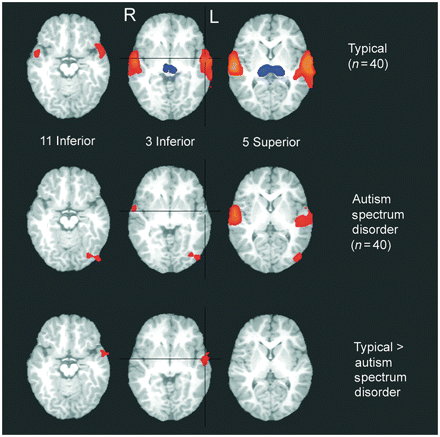 R
L
Typical
(n = 40)
11 Inferior
3 Inferior
5 Superior
Autism
spectrum
disorder
(n = 40)
Typical >
autism
spectrum
disorder